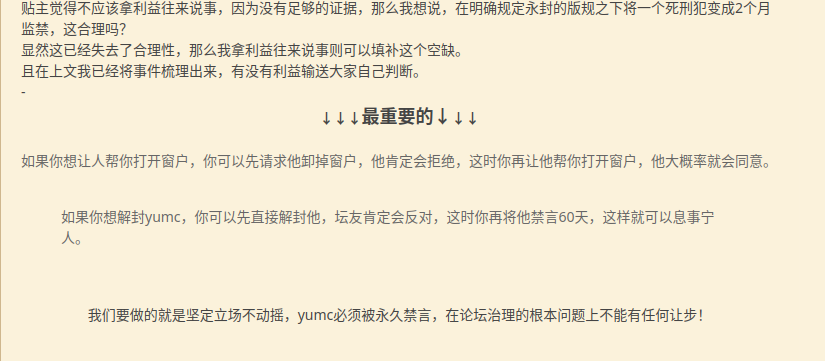 贴主觉得不应该拿利益往来说事，因为没有足够的证据，那么我想说，在明确规定永封的版规之下将一个死刑犯变成2个月
监禁，这合理吗？
显然这已经失去了合理性，那么我拿利益往来说事则可以填补这个空缺。
且在上文我已经将事件梳理出来，有没有利益输送大家自己判断。
-
↓↓↓最重要的↓↓↓
如果你想让人帮你打开窗户，你可以先请求他卸掉窗户，他肯定会拒绝，这时你再让他帮你打开窗户，他大概率就会同意。
如果你想解封yumc，你可以先直接解封他，坛友肯定会反对，这时你再将他禁言60天，这样就可以息事宁
人。
我们要做的就是坚定立场不动摇，yumc必须被永久禁言，在论坛治理的根本问题上不能有任何让步！